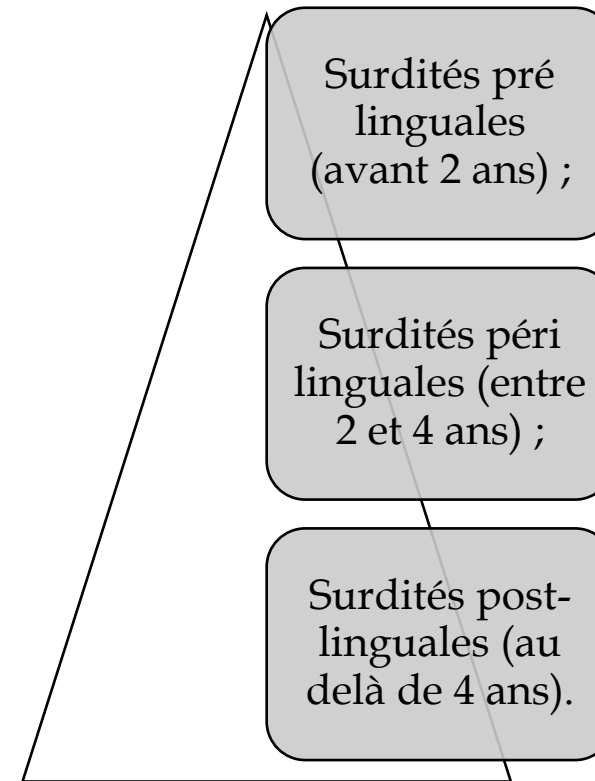 Surdités pré
linguales
(avant 2 ans) ;
Surdités péri
linguales (entre
2 et 4 ans) ;
Surdités post-
linguales (au
delà de 4 ans).